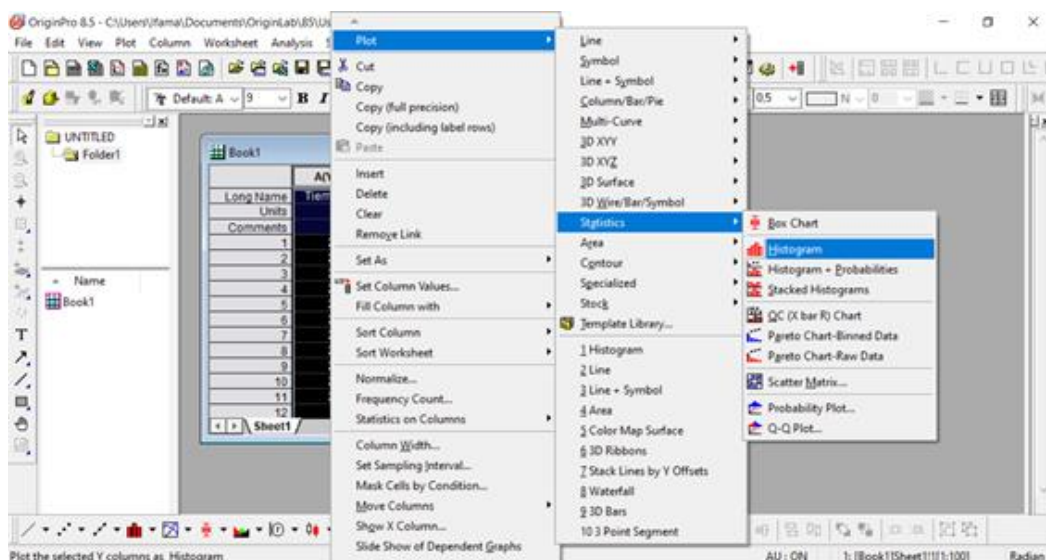 OriginPro 8.5 - C:\Users\Ifama\Documents\OriginLab\85\Us
File Edit View Plot Column Worksheet Analysis
Default: A 9 B I
0.5 N 0
UNTITLED
Folder1
Name
Book1
Book1
A(Y
Long Name Tiem
Units
Comments
1
2
3
4
5
6
7
8
9
10
11
12
Sheet1
Plot
Cut
Copy
Copy (full precision)
Copy (including label rows)
Paste
Insert
Delete
Clear
Remove Link
Set As
Set Column Values...
Fill Column with
Sort Column
Sort Worksheet
Normalize...
Frequency Count...
Statistics on Columns
Column Width...
Set Sampling Interval...
Mask Cells by Condition...
Move Columns
Show X Column...
Slide Show of Dependent Graphs
Line
Symbol
Line + Symbol
Column/Bar/Pie
Multi-Curve
3D XYY
3D XYZ
3D Surface
3D Wire/Bar/Symbol
Statistics
Area
Contour
Specialized
Stock
Template Library...
1 Histogram
2 Line
3 Line + Symbol
4 Area
5 Color Map Surface
6 3D Ribbons
7 Stack Lines by Y Offsets
8 Waterfall
9 3D Bars
10 3 Point Segment
Box Chart
Histogram
Histogram + Probabilities
Stacked Histograms
QC (X bar R) Chart
Pareto Chart-Binned Data
Pareto Chart-Raw Data
Scatter Matrix...
Probability Plot...
Q-Q Plot...
T
Plot the selected Y columns as Histogram
AU : ON 1: [Book1]Sheet1!1[1:100] Radian